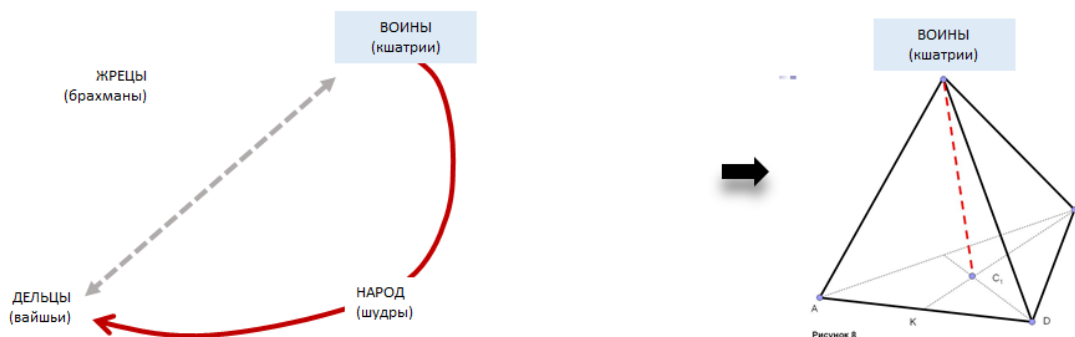 ВОИНЫ
(кшатрии)
ЖРЕЦЫ
(брахманы)
ДЕЛЬЦЫ
(вайшьи)
НАРОД
(шудры)
ВОИНЫ
(кшатрии)
C₁
A
K
D
Рисунок 8